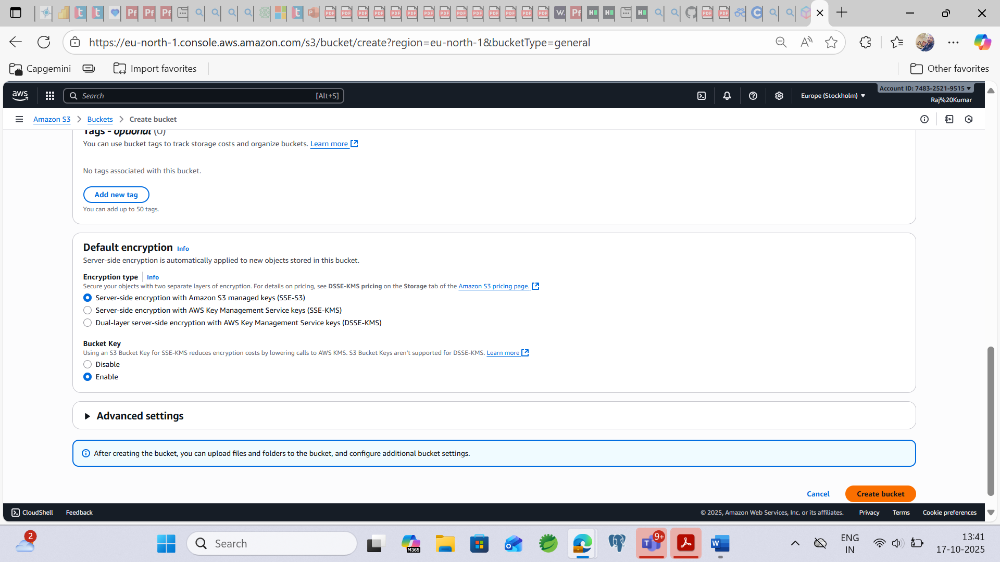 https://eu-north-1.console.aws.amazon.com/s3/bucket/create?region=eu-north-1&bucketType=general
Capgemini
Import favorites
Other favorites
aws
Search
[Alt+S]
Europe (Stockholm)
Account ID: 7483-2521-9515
Raj%20Kumar
Amazon S3
Buckets
Create bucket
Tags - optional (0)
You can use bucket tags to track storage costs and organize buckets. Learn more
No tags associated with this bucket.
Add new tag
You can add up to 50 tags.
Default encryption Info
Server-side encryption is automatically applied to new objects stored in this bucket.
Encryption type Info
Secure your objects with two separate layers of encryption. For details on pricing, see DSSE-KMS pricing on the Storage tab of the Amazon S3 pricing page.
Server-side encryption with Amazon S3 managed keys (SSE-S3)
Server-side encryption with AWS Key Management Service keys (SSE-KMS)
Dual-layer server-side encryption with AWS Key Management Service keys (DSSE-KMS)
Bucket Key
Using an S3 Bucket Key for SSE-KMS reduces encryption costs by lowering calls to AWS KMS. S3 Bucket Keys aren't supported for DSSE-KMS. Learn more
Disable
Enable
Advanced settings
After creating the bucket, you can upload files and folders to the bucket, and configure additional bucket settings.
Cancel
Create bucket
CloudShell
Feedback
© 2025, Amazon Web Services, Inc. or its affiliates.
Privacy
Terms
Cookie preferences
2
Search
M365
9+
ENG
IN
13:41
17-10-2025